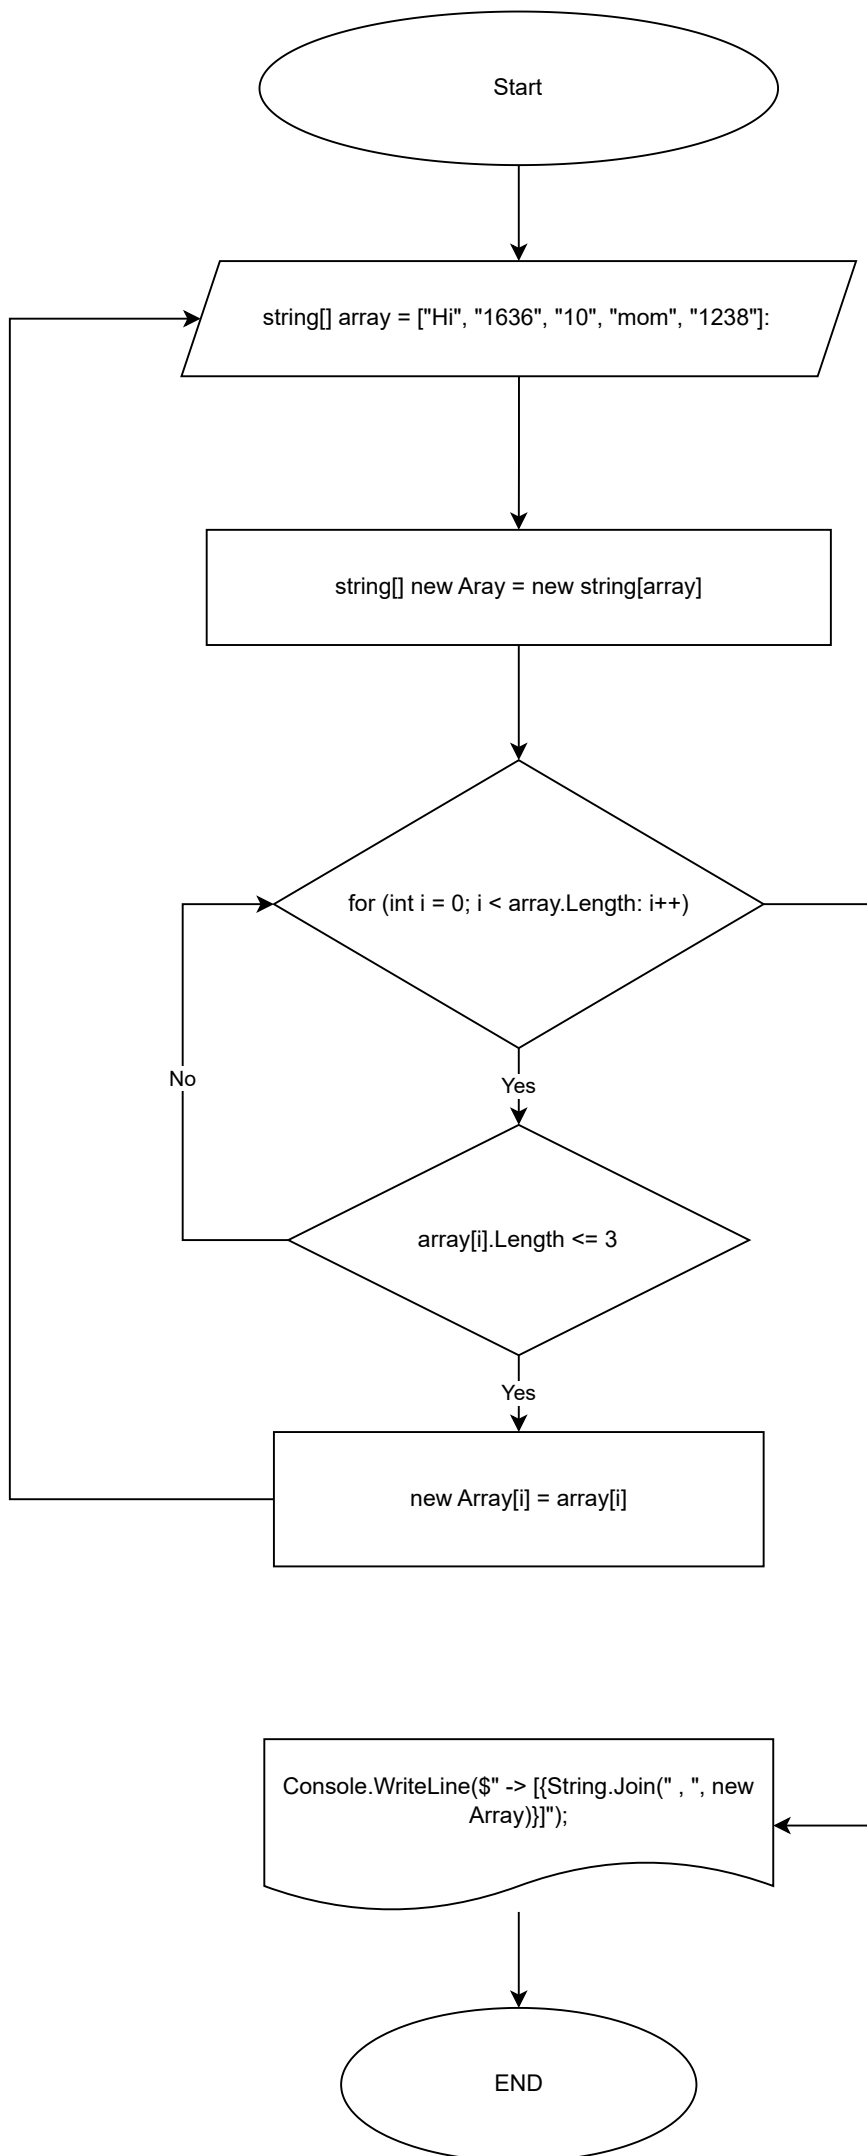 Start
string[] array = ["Hi", "1636", "10", "mom", "1238"]:
string[] new Aray = new string[array]
for (int i = 0; i < array.Length: i++)
No
Yes
array[i].Length <= 3
Yes
new Array[i] = array[i]
Console.WriteLine($" -> [{String.Join(" , ", new
Array)}]");
END